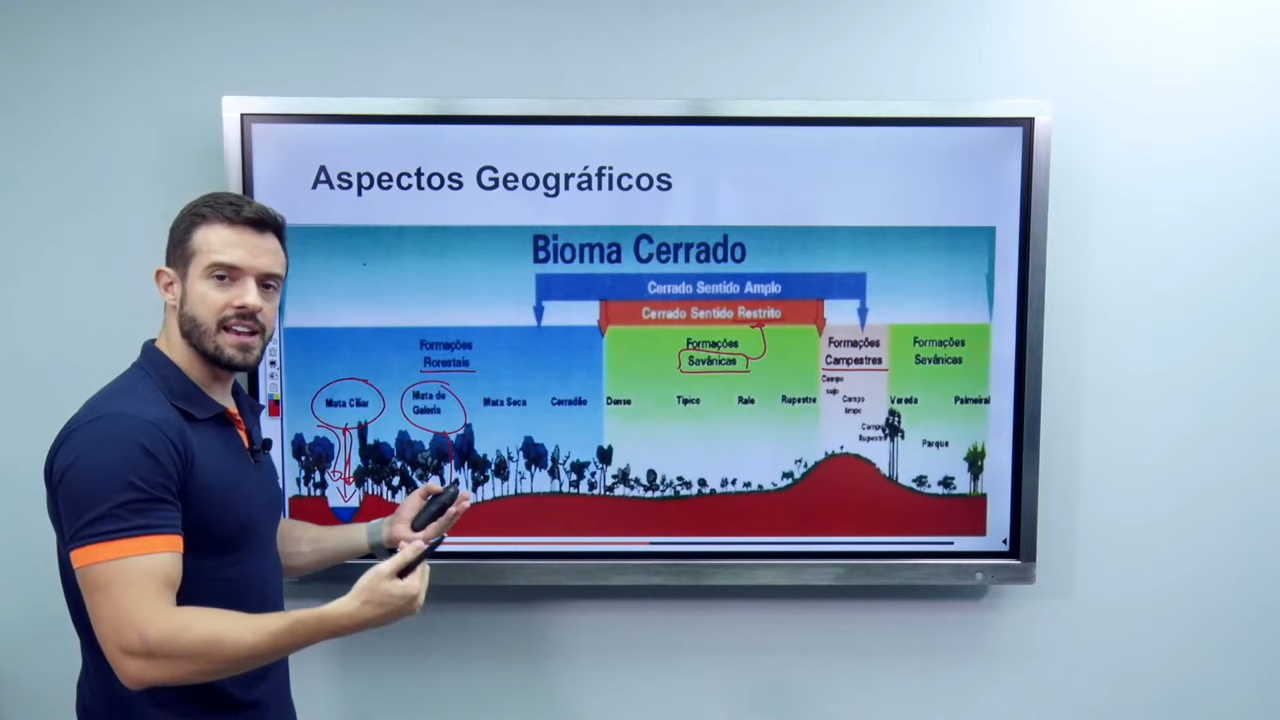 Aspectos Geográficos
Bioma Cerrado
Cerrado Sentido Amplo
Cerrado Sentido Restrito
Formações
Florestais
Formações
Savânicas
Formações
Campestres
Formações
Savânicas
Mata Ciliar
Mata de
Galeria
Mata Seca
Cerradão
Denso
Típico
Ralo
Rupestre
Campo
sujo
Campo
limpo
Campo
Rupestre
Vereda
Parque
Palmeiral